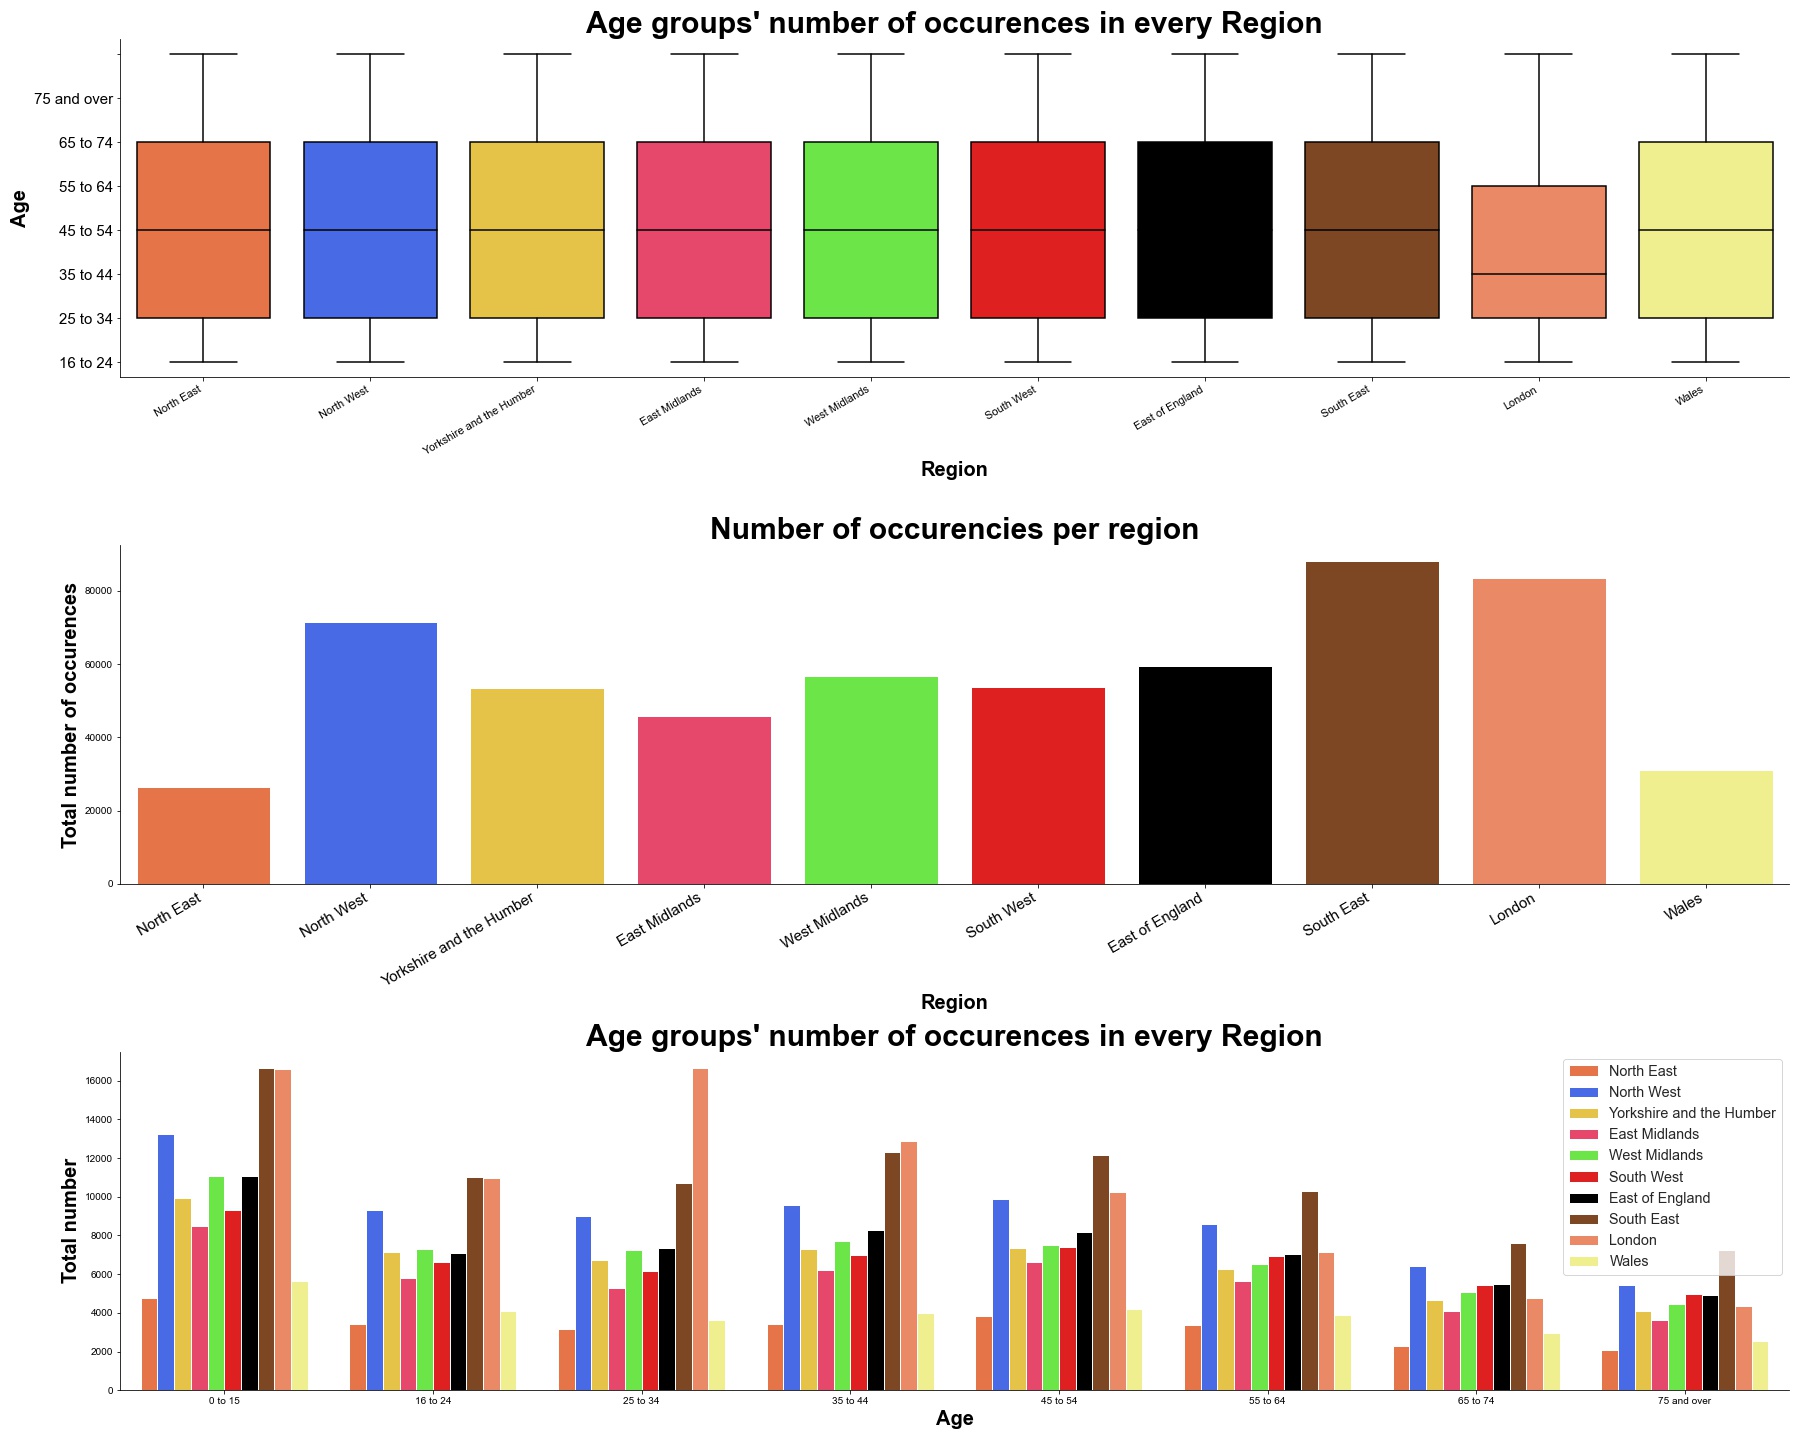 Age groups' number of occurences in every Region
75 and over
65 to 74
55 to 64
45 to 54
35 to 44
25 to 34
16 to 24
Age
North East
North West
Yorkshire and the Humber
East Midlands
West Midlands
South West
East of England
South East
London
Wales
Region
Number of occurencies per region
80000
60000
40000
20000
0
Total number of occurences
North East
North West
Yorkshire and the Humber
East Midlands
West Midlands
South West
East of England
South East
London
Wales
Region
Age groups' number of occurences in every Region
16000
14000
12000
10000
8000
6000
4000
2000
0
Total number
North East
North West
Yorkshire and the Humber
East Midlands
West Midlands
South West
East of England
South East
London
Wales
0 to 15
16 to 24
25 to 34
35 to 44
45 to 54
55 to 64
65 to 74
75 and over
Age